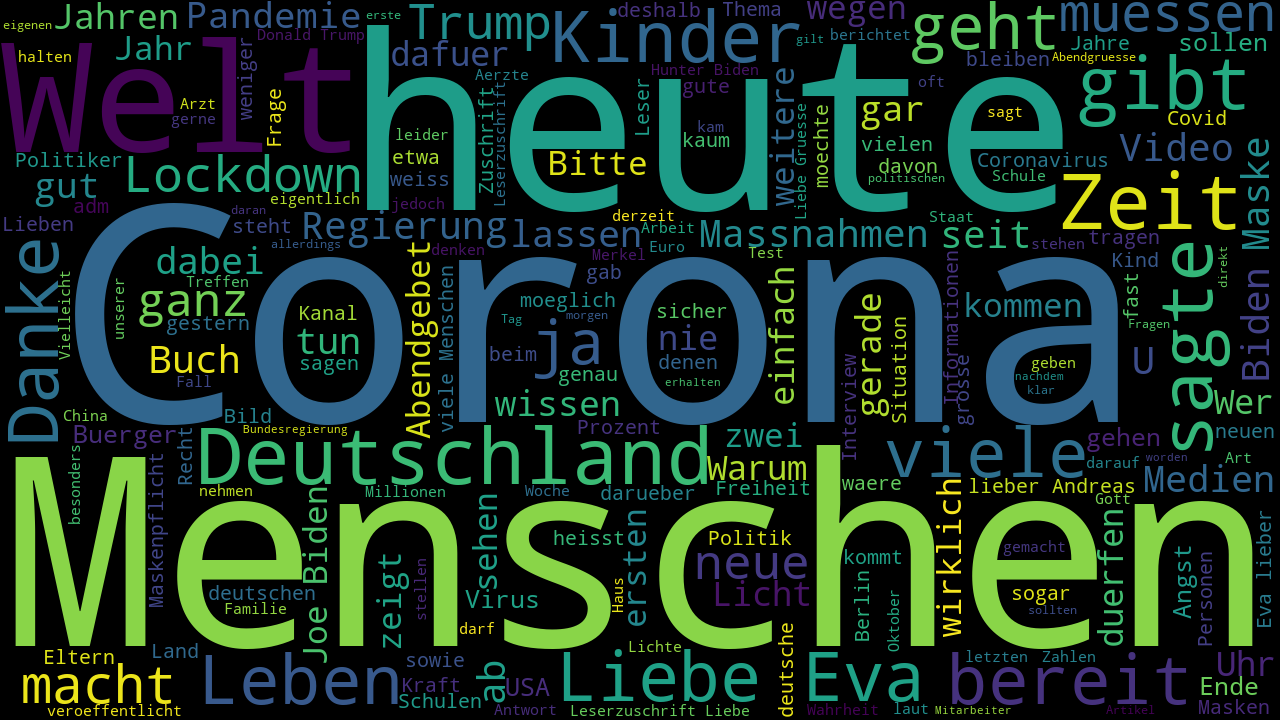 eigenen
Jahren
Pandemie
erste
Trump
Kinder
deshalb
Thema
wegen
geht
muessen
halten
Jahr
Donald Trump
dafuer
gilt
berichtet
Jahre
sollen
Welt
heute
weniger
Aerzte
Hunter Biden
gute
weitere
bleiben
Abendgruesse
gibt
Arzt
gerne
Frage
Zuschrift
Leserzuschrift
Leser
kam
kaum
moechte
gar
oft
sagt
Covid
leider
etwa
weiss
Bitte
vielen
davon
politischen
Coronavirus
Schule
Video
Maske
Politiker
gut
Lockdown
eigentlich
jedoch
Liebe Gruesse
Zeit
adm
Lieben
daran
steht
Regierung
lassen
derzeit
Arbeit
Massnahmen
seit
Staat
stehen
tragen
Danke
Corona
allerdings
denken
Euro
Merkel
Test
Kind
sagte
direkt
dabei
Treffen
ganz
gestern
Vielleicht
unserer
Kanal
tun
sagen
Abendgebet
viele Menschen
gab
moeglich
Tag
morgen
ja
beim
genau
sicher
nie
denen
erhalten
einfach
gerade
Situation
Informationen
kommen
grosse
geben
nachdem
klar
fast
Fragen
U
Biden
Buch
Fall
wissen
Interview
Wer
China
Bild
Buerger
Bundesregierung
Recht
Deutschland
Prozent
zwei
Warum
viele
gehen
darauf
worden
neuen
Art
Medien
besonders
Maskenpflicht
Menschen
nehmen
Millionen
Woche
darueber
Freiheit
waere
wirklich
lieber Andreas
Gott
deutschen
Familie
Joe Biden
zeigt
stellen
sehen
Virus
darf
heisst
Haus
ersten
Politik
neue
Licht
kommt
Berlin
Oktober
gemacht
sogar
sollten
duerfen
Angst
Personen
Eva lieber
Eltern
Land
macht
veroeffentlicht
Leben
sowie
Kraft
Schulen
ab
USA
Antwort
Lichte
Liebe
Leserzuschrift Liebe
deutsche
Eva
Wahrheit
laut
letzten
Zahlen
bereit
Mitarbeiter
Artikel
Uhr
Ende
Masken